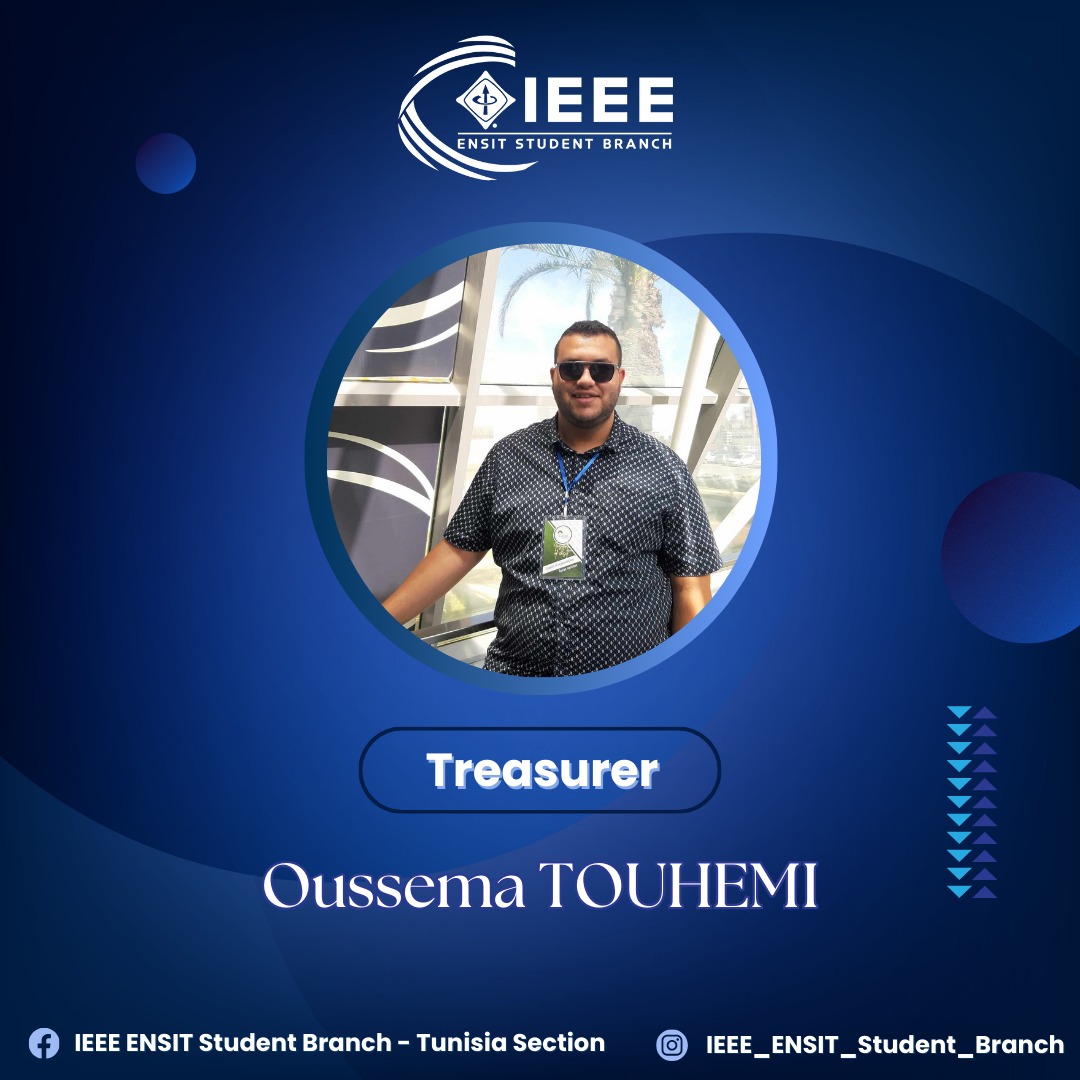 IEEE
ENSIT STUDENT BRANCH
Treasurer
Oussema TOUHEMI
IEEE ENSIT Student Branch - Tunisia Section
IEEE_ENSIT_Student_Branch